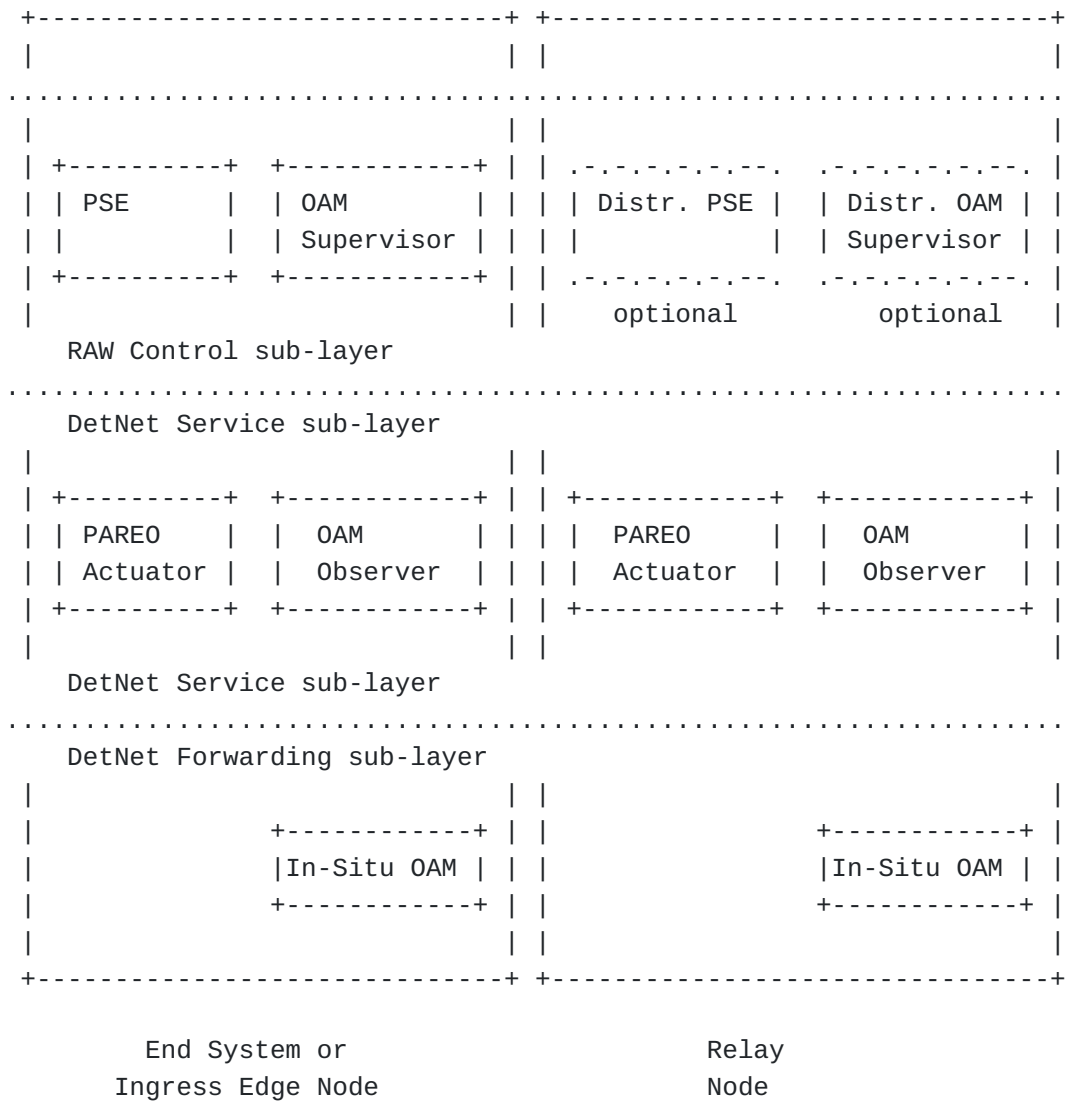 PSE OAM Distr. PSE Distr. OAM
Supervisor Supervisor
optional optional
RAW Control sub-layer
DetNet Service sub-layer
PAREO OAM PAREO OAM
Actuator Observer Actuator Observer
DetNet Service sub-layer
DetNet Forwarding sub-layer
In-Situ OAM In-Situ OAM
End System or Relay
Ingress Edge Node Node